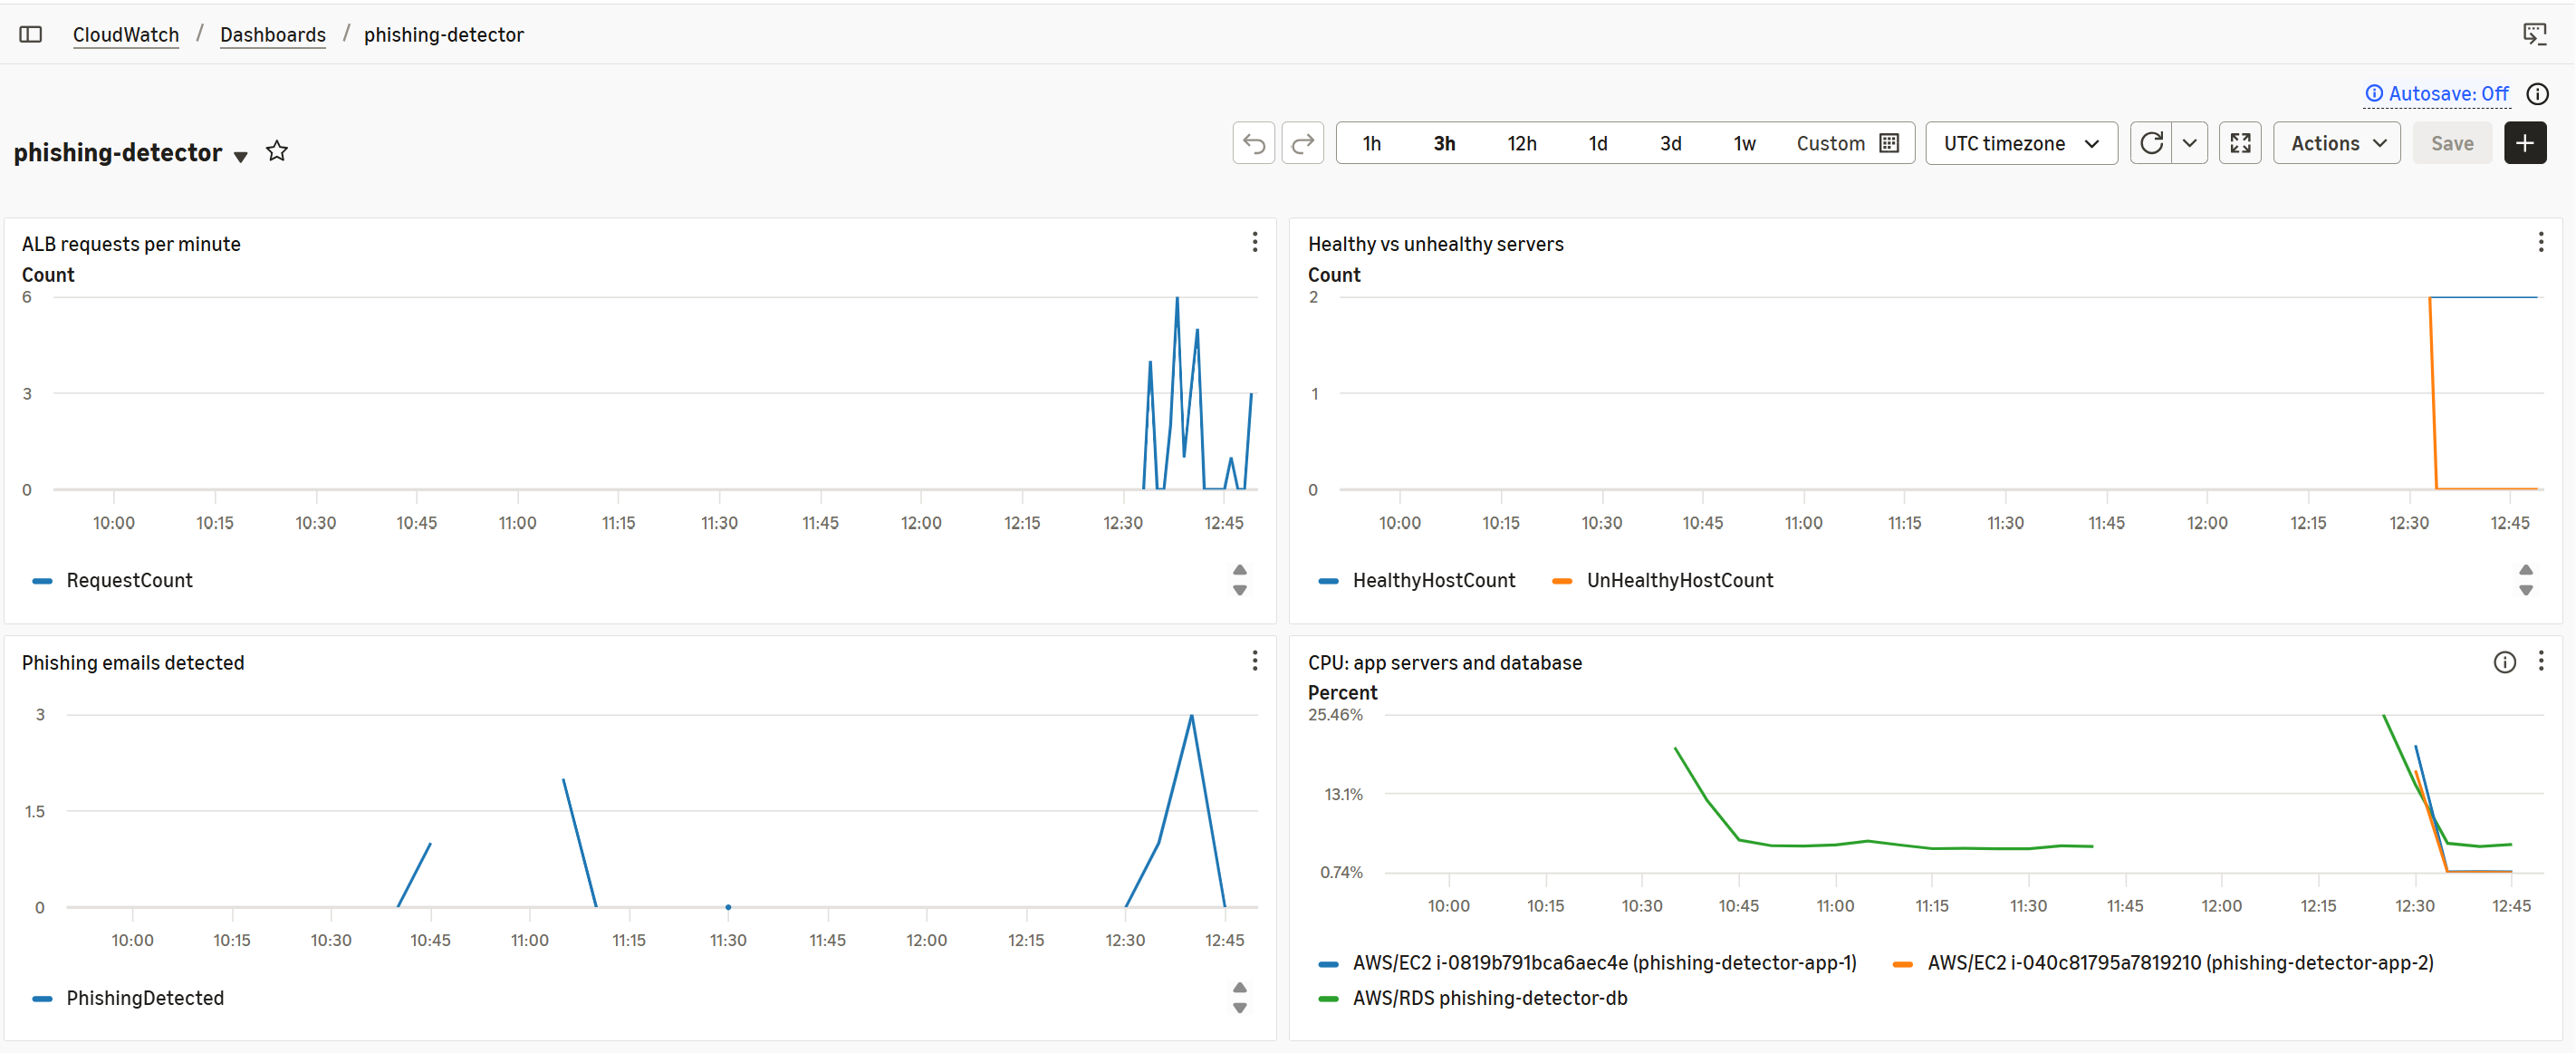 CloudWatch / Dashboards / phishing-detector
Autosave: Off
phishing-detector
1h 3h 12h 1d 3d 1w Custom UTC timezone Actions Save
ALB requests per minute
Count
6
3
0
10:00 10:15 10:30 10:45 11:00 11:15 11:30 11:45 12:00 12:15 12:30 12:45
RequestCount
Healthy vs unhealthy servers
Count
2
1
0
10:00 10:15 10:30 10:45 11:00 11:15 11:30 11:45 12:00 12:15 12:30 12:45
HealthyHostCount UnHealthyHostCount
Phishing emails detected
3
1.5
0
10:00 10:15 10:30 10:45 11:00 11:15 11:30 11:45 12:00 12:15 12:30 12:45
PhishingDetected
CPU: app servers and database
Percent
25.46%
13.1%
0.74%
10:00 10:15 10:30 10:45 11:00 11:15 11:30 11:45 12:00 12:15 12:30 12:45
AWS/EC2 i-0819b791bca6aec4e (phishing-detector-app-1) AWS/EC2 i-040c81795a7819210 (phishing-detector-app-2)
AWS/RDS phishing-detector-db